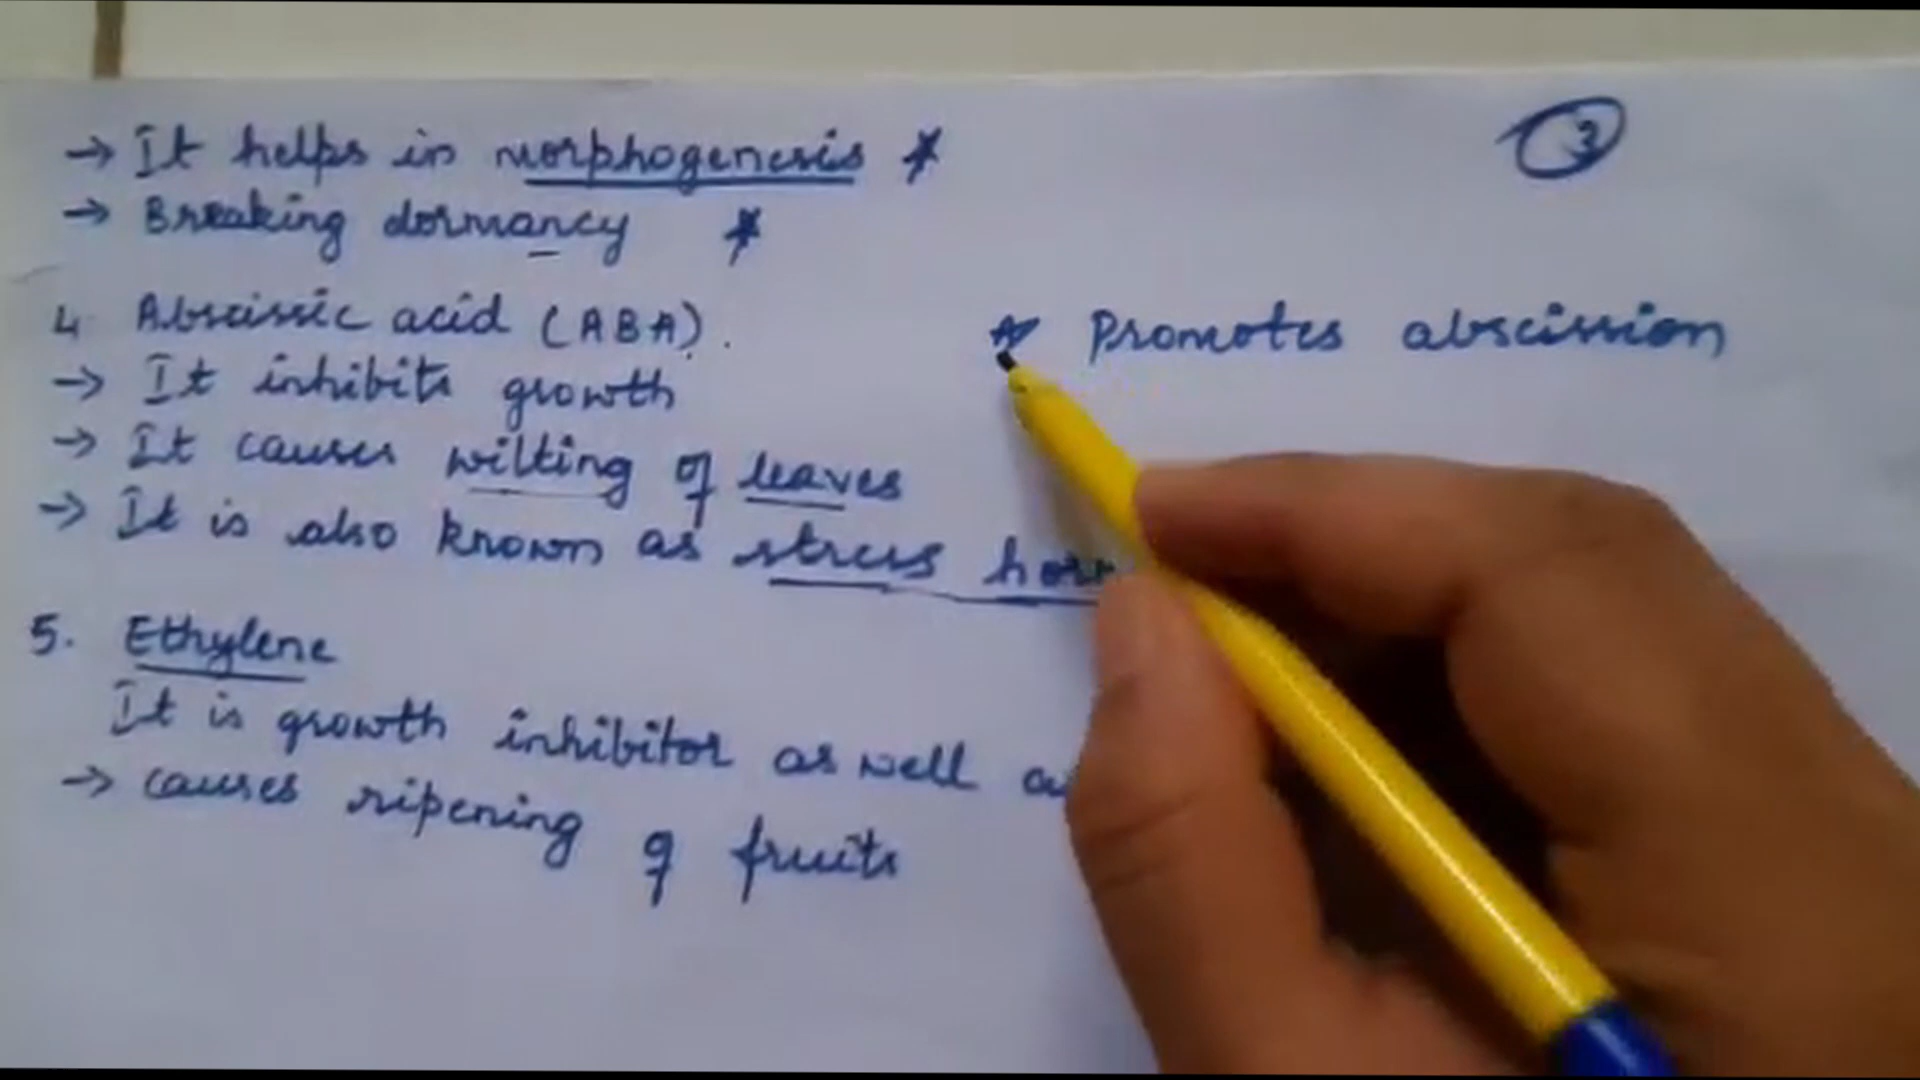 3
→ It helps in morphogenesis *
→ Breaking dormancy *
4 Abscissic acid (ABA).
☆ Promotes abscission
→ It inhibits growth
→ It causes wilting of leaves
→ It is also known as stress
5. Ethylene
It is growth inhibitor as well
→ causes ripening of fruits